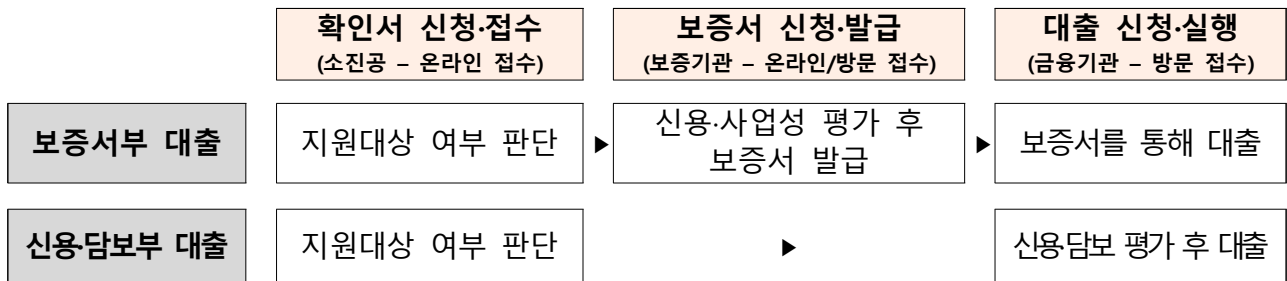 확인서 신청·접수
(소진공 – 온라인 접수)
보증서 신청·발급
(보증기관 – 온라인/방문 접수)
대출 신청·실행
(금융기관 – 방문 접수)
보증서부 대출
지원대상 여부 판단
▶
신용·사업성 평가 후
보증서 발급
▶
보증서를 통해 대출
신용·담보부 대출
지원대상 여부 판단
▶
신용·담보 평가 후 대출